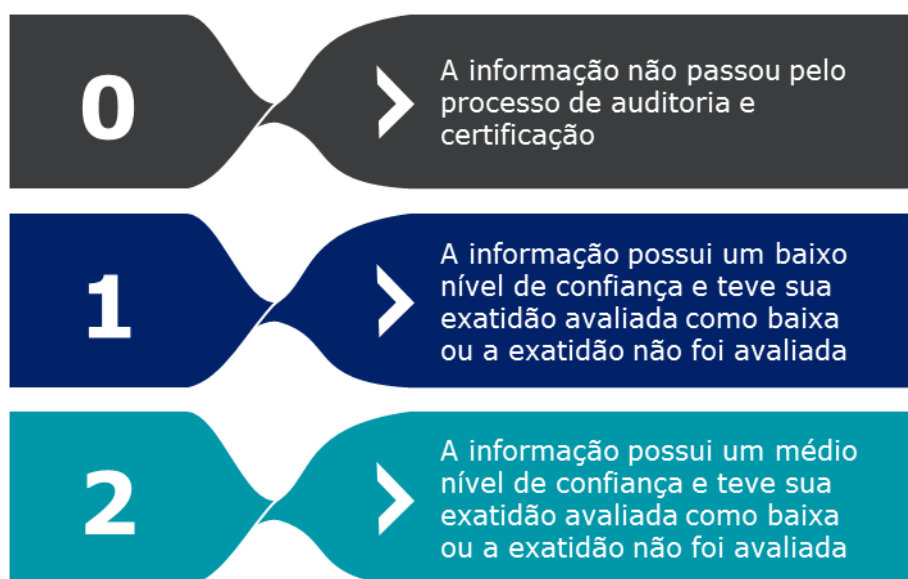 0
A informação não passou pelo
processo de auditoria e
certificação
1
A informação possui um baixo
nível de confiança e teve sua
exatidão avaliada como baixa
ou a exatidão não foi avaliada
2
A informação possui um médio
nível de confiança e teve sua
exatidão avaliada como baixa
ou a exatidão não foi avaliada